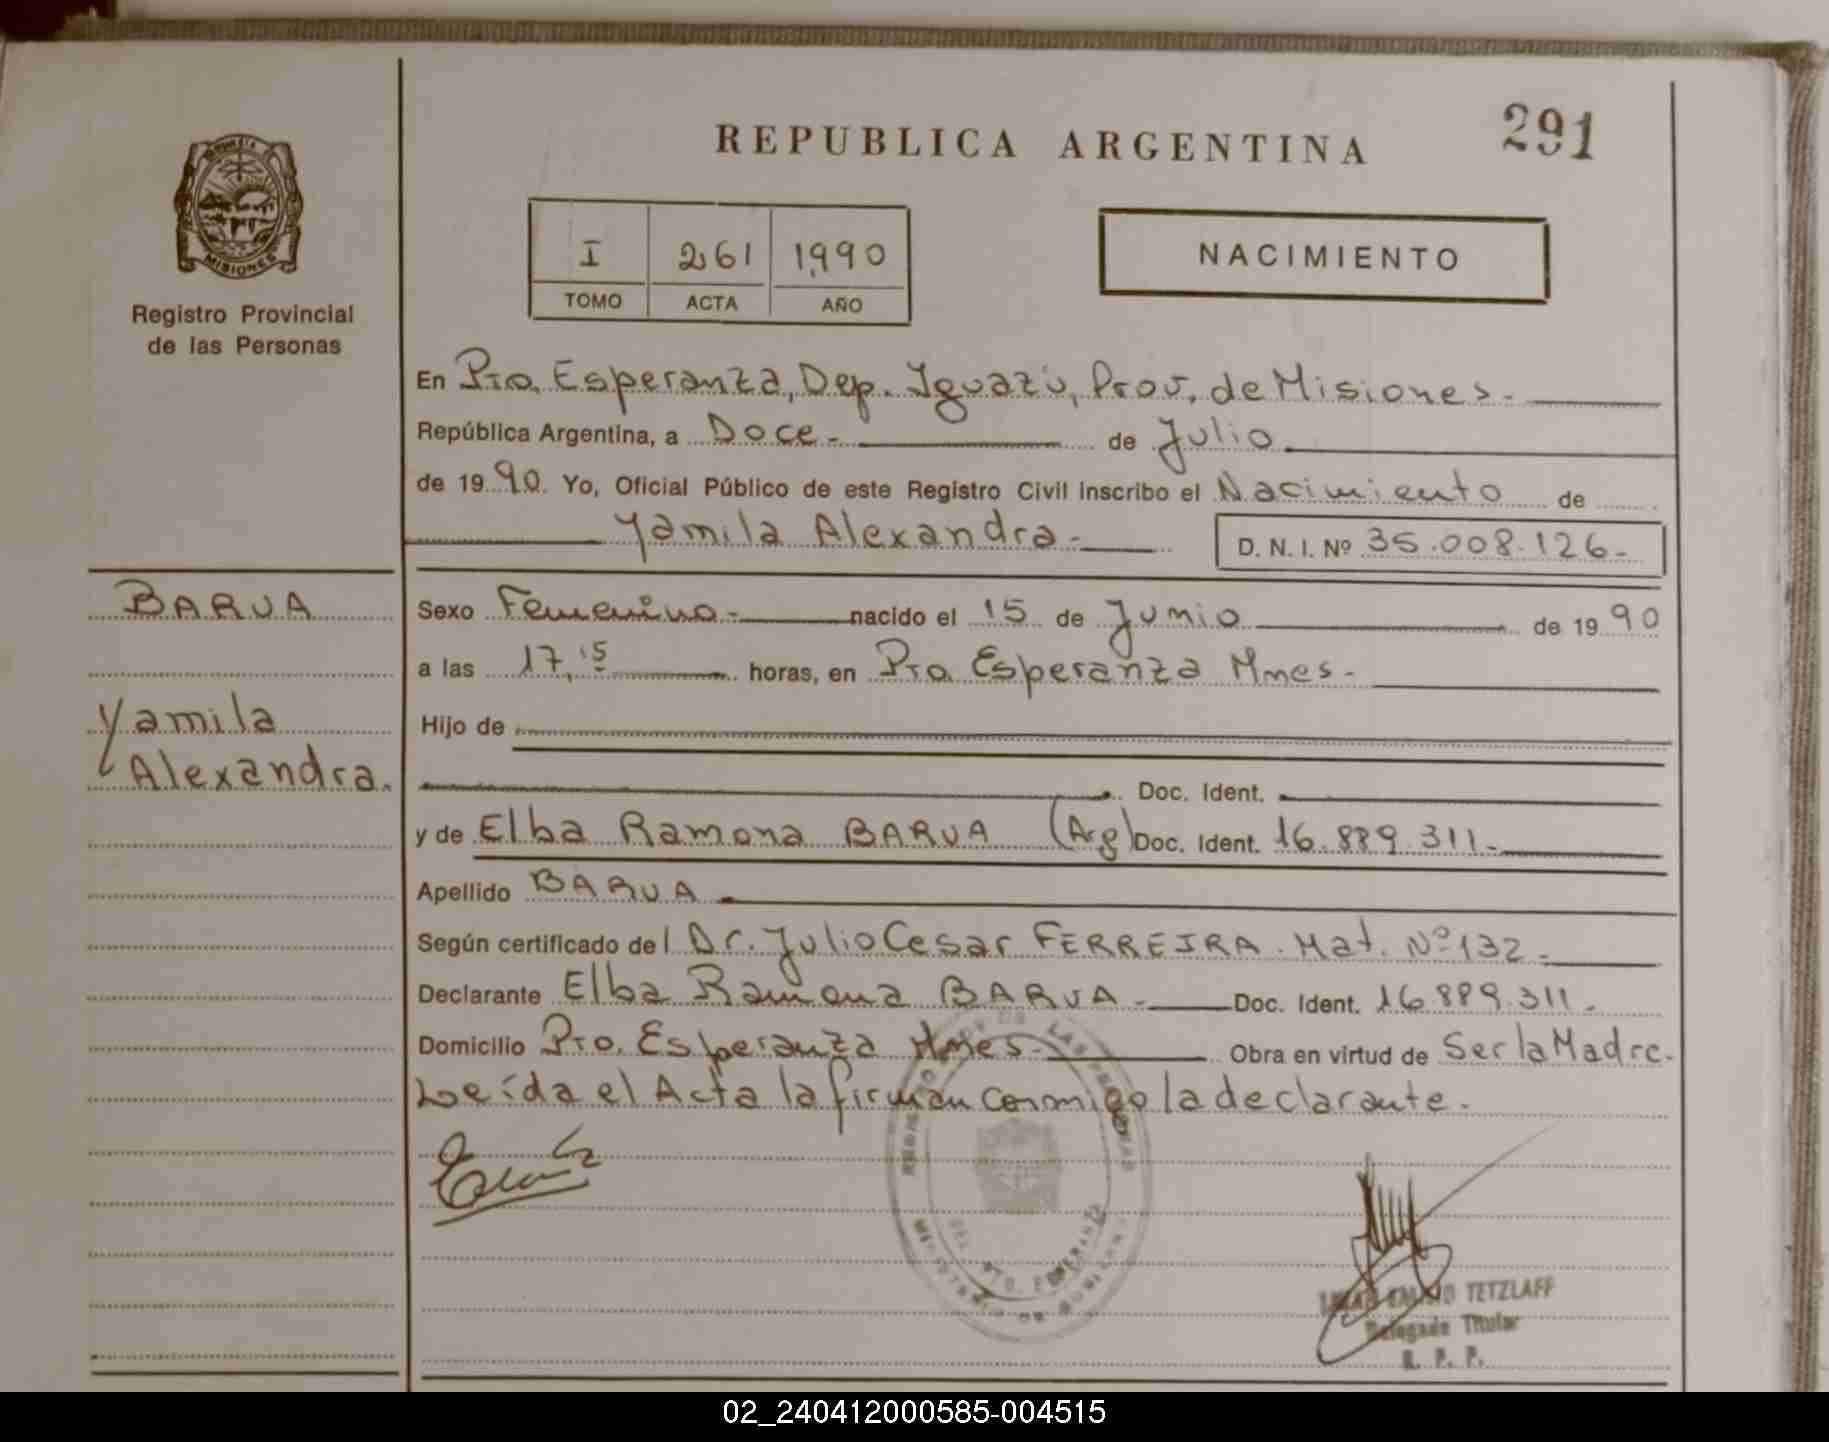 REPUBLICA ARGENTINA
291
MISIONES
Registro Provincial
de las Personas
I 261 1990
TOMO ACTA AÑO
NACIMIENTO
En Pto. Esperanza, Dep. Iguazú, Prov. de Misiones.-
República Argentina, a Doce.- de Julio
de 1990. Yo, Oficial Público de este Registro Civil inscribo el Nacimiento de
Yamila Alexandra.-
D. N. I. Nº 35.008.126.-
BARUA
Yamila
Alexandra.
Sexo Femenino.- nacido el 15 de Junio de 1990
a las 17,15 horas, en Pto Esperanza Mnes.-
Hijo de
Doc. Ident.
y de Elba Ramona BARUA (Arg) Doc. Ident. 16.889.311.-
Apellido BARUA
Según certificado del Dr. Julio Cesar FERREIRA. Mat. Nº 132.-
Declarante Elba Ramona BARUA.- Doc. Ident. 16.889.311.-
Domicilio Pto. Esperanza Mnes.- Obra en virtud de Ser la Madre.
Leída el Acta la firman conmigo la declarante.-
TETZLAFF
Delegado Titular
R. P. P.
02_240412000585-004515